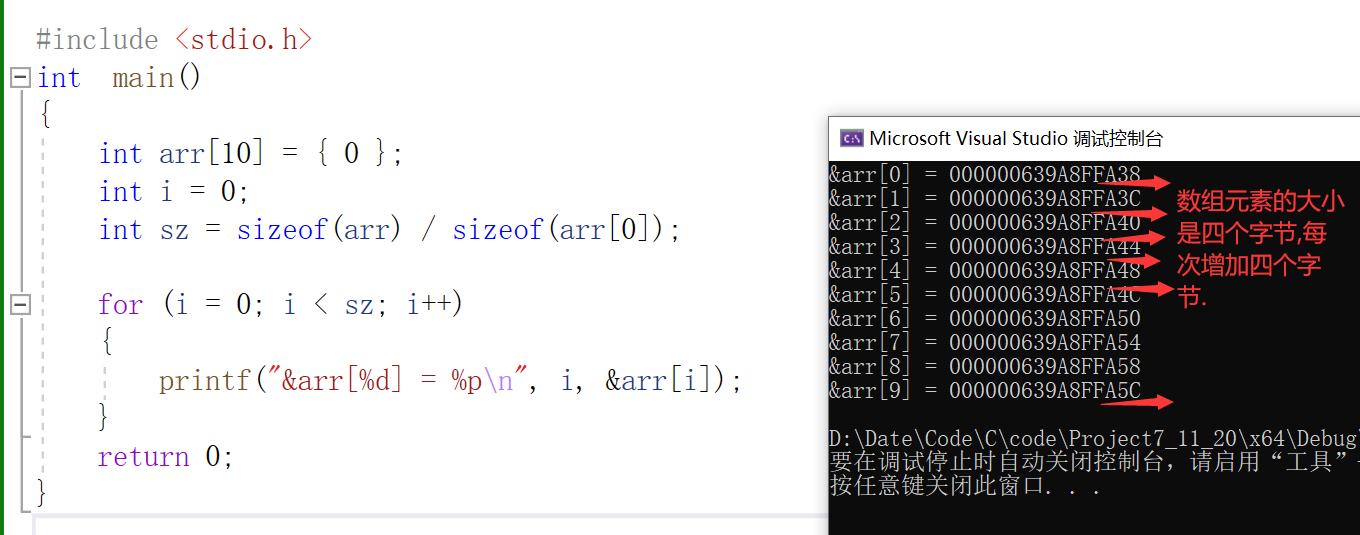 #include <stdio.h>
int  main()
{
    int arr[10] = { 0 };
    int i = 0;
    int sz = sizeof(arr) / sizeof(arr[0]);
    for (i = 0; i < sz; i++)
    {
        printf("&arr[%d] = %p\n", i, &arr[i]);
    }
    return 0;
}
Microsoft Visual Studio 调试控制台
&arr[0] = 000000639A8FFA38
&arr[1] = 000000639A8FFA3C
&arr[2] = 000000639A8FFA40
&arr[3] = 000000639A8FFA44
&arr[4] = 000000639A8FFA48
&arr[5] = 000000639A8FFA4C
&arr[6] = 000000639A8FFA50
&arr[7] = 000000639A8FFA54
&arr[8] = 000000639A8FFA58
&arr[9] = 000000639A8FFA5C
数组元素的大小
是四个字节,每
次增加四个字
节.
D:\Date\Code\C\code\Project7_11_20\x64\Debug\
要在调试停止时自动关闭控制台，请启用“工具”-
按任意键关闭此窗口. . .